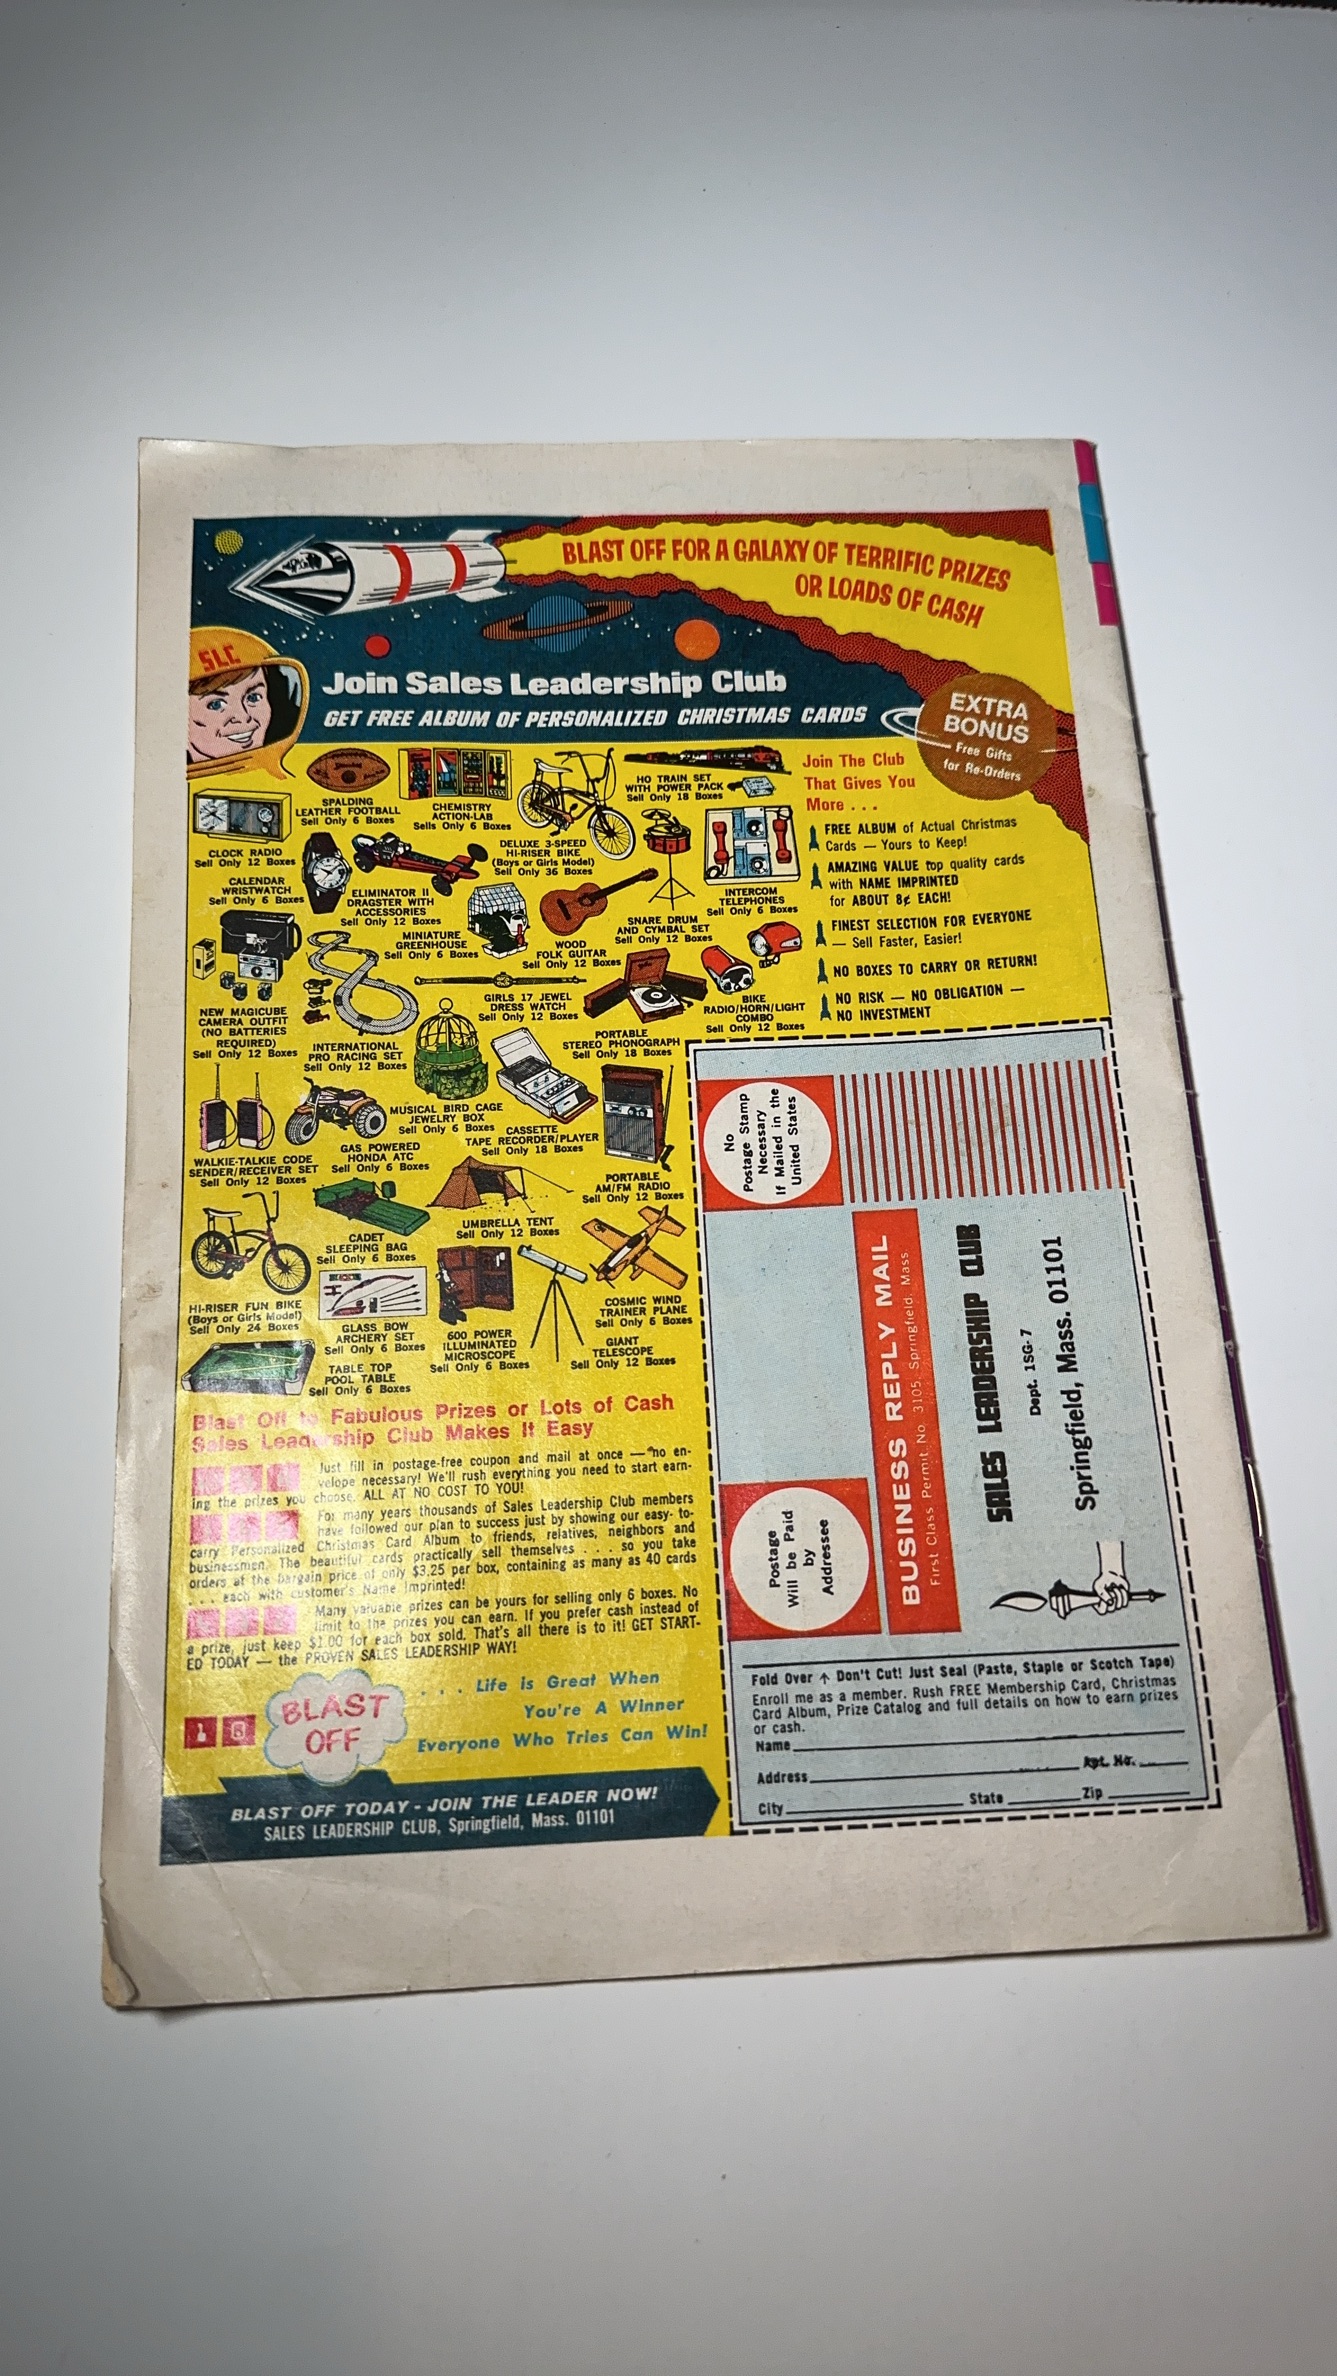 BLAST OFF FOR A GALAXY OF TERRIFIC PRIZES
OR LOADS OF CASH
SLC
Join Sales Leadership Club
GET FREE ALBUM OF PERSONALIZED CHRISTMAS CARDS
EXTRA
BONUS
Free Gifts
for Re-Orders
SPALDING
LEATHER FOOTBALL
Sell Only 6 Boxes
CHEMISTRY
ACTION-LAB
Sells Only 6 Boxes
DELUXE 3-SPEED
HI-RISER BIKE
(Boys or Girls Model)
Sell Only 36 Boxes
HO TRAIN SET
WITH POWER PACK
Sell Only 18 Boxes
CLOCK RADIO
Sell Only 12 Boxes
CALENDAR
WRISTWATCH
Sell Only 6 Boxes
ELIMINATOR II
DRAGSTER WITH
ACCESSORIES
Sell Only 12 Boxes
MINIATURE
GREENHOUSE
Sell Only 6 Boxes
WOOD
FOLK GUITAR
Sell Only 12 Boxes
SNARE DRUM
AND CYMBAL SET
Sell Only 12 Boxes
INTERCOM
TELEPHONES
Sell Only 6 Boxes
NEW MAGICUBE
CAMERA OUTFIT
(NO BATTERIES
REQUIRED)
Sell Only 12 Boxes
INTERNATIONAL
PRO RACING SET
Sell Only 12 Boxes
GIRLS 17 JEWEL
DRESS WATCH
Sell Only 12 Boxes
PORTABLE
STEREO PHONOGRAPH
Sell Only 18 Boxes
BIKE
RADIO/HORN/LIGHT
COMBO
Sell Only 12 Boxes
MUSICAL BIRD CAGE
JEWELRY BOX
Sell Only 6 Boxes
CASSETTE
TAPE RECORDER/PLAYER
Sell Only 18 Boxes
WALKIE-TALKIE CODE
SENDER/RECEIVER SET
Sell Only 12 Boxes
GAS POWERED
HONDA ATC
Sell Only 6 Boxes
PORTABLE
AM/FM RADIO
Sell Only 12 Boxes
CADET
SLEEPING BAG
Sell Only 6 Boxes
UMBRELLA TENT
Sell Only 12 Boxes
HI-RISER FUN BIKE
(Boys or Girls Model)
Sell Only 24 Boxes
GLASS BOW
ARCHERY SET
Sell Only 6 Boxes
600 POWER
ILLUMINATED
MICROSCOPE
Sell Only 6 Boxes
COSMIC WIND
TRAINER PLANE
Sell Only 6 Boxes
GIANT
TELESCOPE
Sell Only 12 Boxes
TABLE TOP
POOL TABLE
Sell Only 6 Boxes
Join The Club
That Gives You
More . . .
FREE ALBUM of Actual Christmas
Cards — Yours to Keep!
AMAZING VALUE top quality cards
with NAME IMPRINTED
for ABOUT 8¢ EACH!
FINEST SELECTION FOR EVERYONE
— Sell Faster, Easier!
NO BOXES TO CARRY OR RETURN!
NO RISK — NO OBLIGATION —
NO INVESTMENT
Blast Off to Fabulous Prizes or Lots of Cash
Sales Leadership Club Makes It Easy
Just fill in postage-free coupon and mail at once — no en-
velope necessary! We'll rush everything you need to start earn-
ing the prizes you choose. ALL AT NO COST TO YOU!
For many years thousands of Sales Leadership Club members
have followed our plan to success just by showing our easy- to-
carry Personalized Christmas Card Album to friends, relatives, neighbors and
businessmen. The beautiful cards practically sell themselves . . . so you take
orders at the bargain price of only $3.25 per box, containing as many as 40 cards
. . . each with customer's Name Imprinted!
Many valuable prizes can be yours for selling only 6 boxes. No
limit to the prizes you can earn. If you prefer cash instead of
a prize, just keep $1.00 for each box sold. That's all there is to it! GET START-
ED TODAY — the PROVEN SALES LEADERSHIP WAY!
BLAST
OFF
. . . Life is Great When
You're A Winner
Everyone Who Tries Can Win!
BLAST OFF TODAY - JOIN THE LEADER NOW!
SALES LEADERSHIP CLUB, Springfield, Mass. 01101
No
Postage Stamp
Necessary
If Mailed in the
United States
Postage
Will be Paid
by
Addressee
BUSINESS REPLY MAIL
First Class Permit No. 3105, Springfield, Mass
SALES LEADERSHIP CLUB
Dept. 1SG-7
Springfield, Mass. 01101
Fold Over ↑ Don't Cut! Just Seal (Paste, Staple or Scotch Tape)
Enroll me as a member. Rush FREE Membership Card, Christmas
Card Album, Prize Catalog and full details on how to earn prizes
or cash.
Name
Address Apt. No.
City State Zip